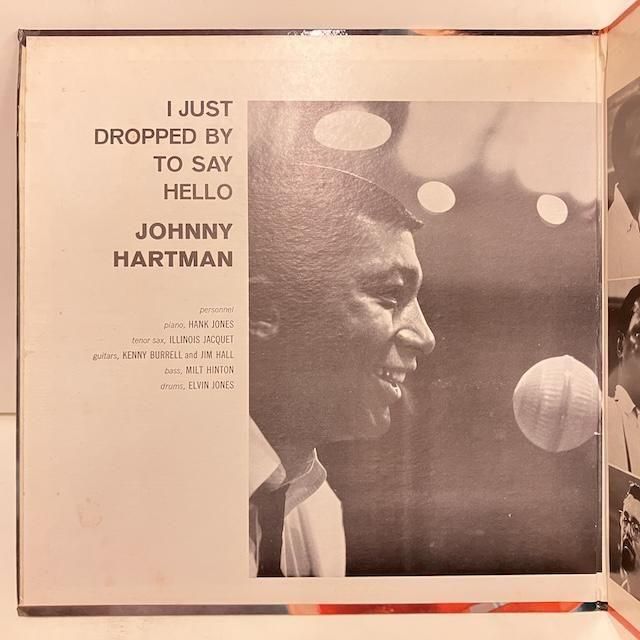 I JUST
DROPPED BY
TO SAY
HELLO
JOHNNY
HARTMAN
personnel
piano, HANK JONES
tenor sax, ILLINOIS JACQUET
guitars, KENNY BURRELL and JIM HALL
bass, MILT HINTON
drums, ELVIN JONES